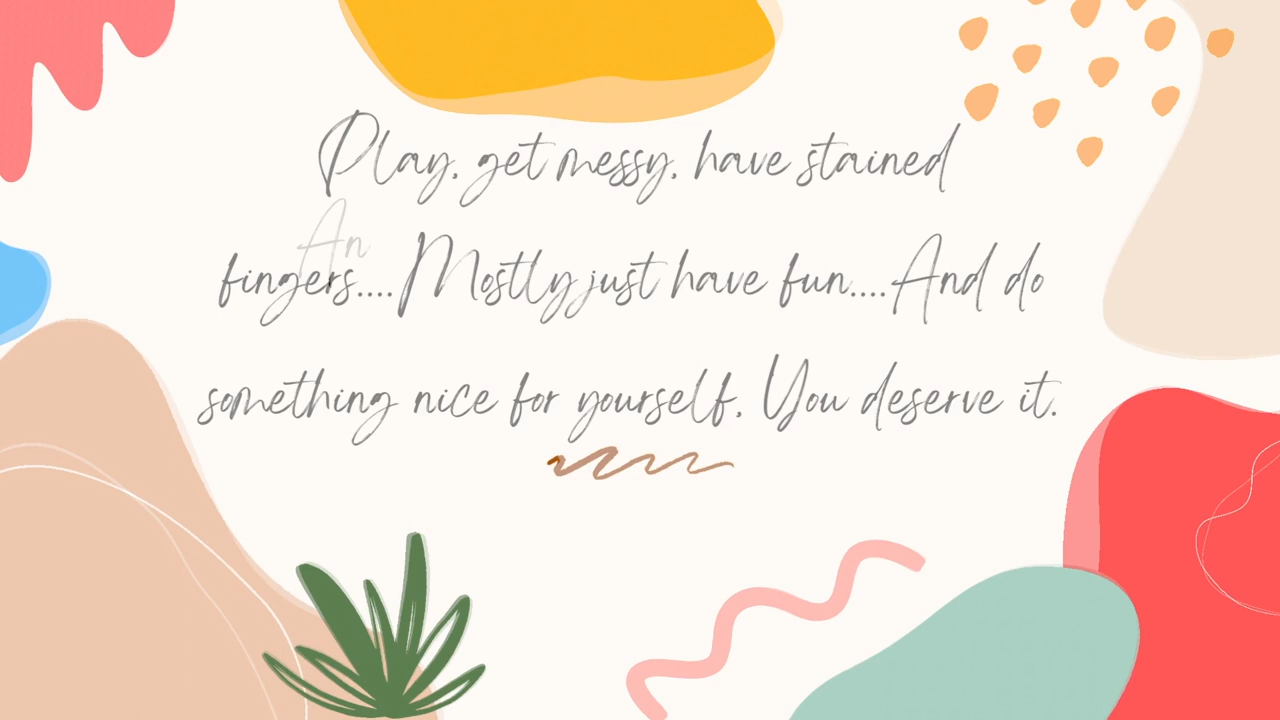 Play, get messy, have stained
An
fingers....Mostly just have fun....And do
something nice for yourself. You deserve it.